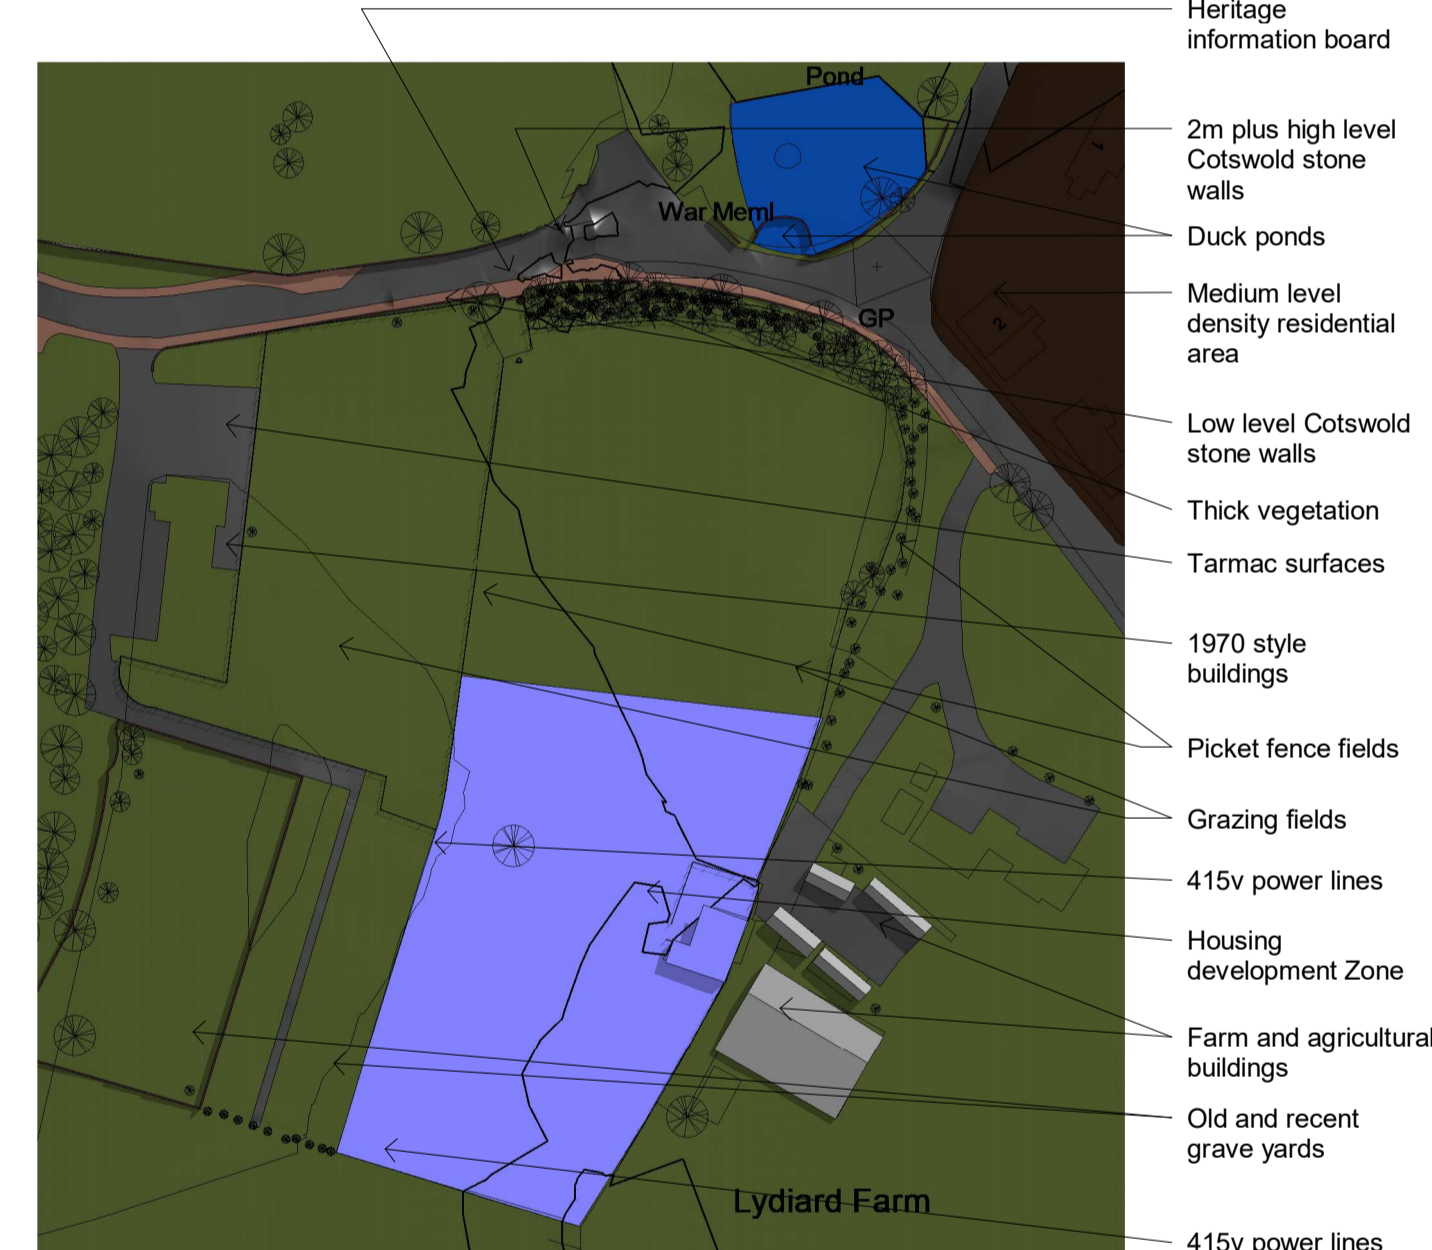 Heritage
information board
Pond
2m plus high level
Cotswold stone
walls
1
War Meml
Duck ponds
Medium level
density residential
area
2
GP
Low level Cotswold
stone walls
Thick vegetation
Tarmac surfaces
1970 style
buildings
Picket fence fields
Grazing fields
415v power lines
Housing
development Zone
Farm and agricultural
buildings
Old and recent
grave yards
Lydiard Farm
415v power lines